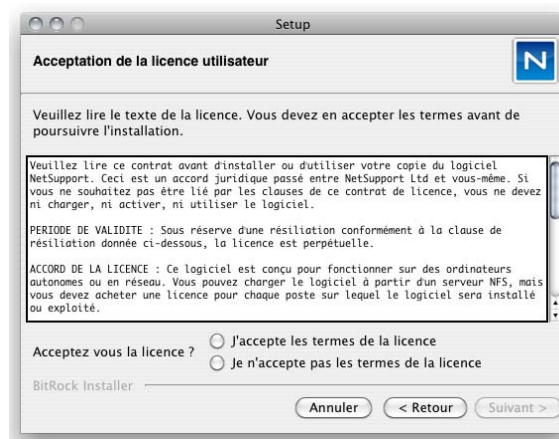 Setup
Acceptation de la licence utilisateur
N
Veuillez lire le texte de la licence. Vous devez en accepter les termes avant de
poursuivre l'installation.
Veuillez lire ce contrat avant d'installer ou d'utiliser votre copie du logiciel
NetSupport. Ceci est un accord juridique passé entre NetSupport Ltd et vous-même. Si
vous ne souhaitez pas être lié par les clauses de ce contrat de licence, vous ne devez
ni charger, ni activer, ni utiliser le logiciel.
PERIODE DE VALIDITE : Sous réserve d'une résiliation conformément à la clause de
résiliation donnée ci-dessous, la licence est perpétuelle.
ACCORD DE LA LICENCE : Ce logiciel est conçu pour fonctionner sur des ordinateurs
autonomes ou en réseau. Vous pouvez charger le logiciel à partir d'un serveur NFS, mais
vous devez acheter une licence pour chaque poste sur lequel le logiciel sera installé
ou exploité.
Acceptez vous la licence ?
J'accepte les termes de la licence
Je n'accepte pas les termes de la licence
BitRock Installer
Annuler
< Retour
Suivant >